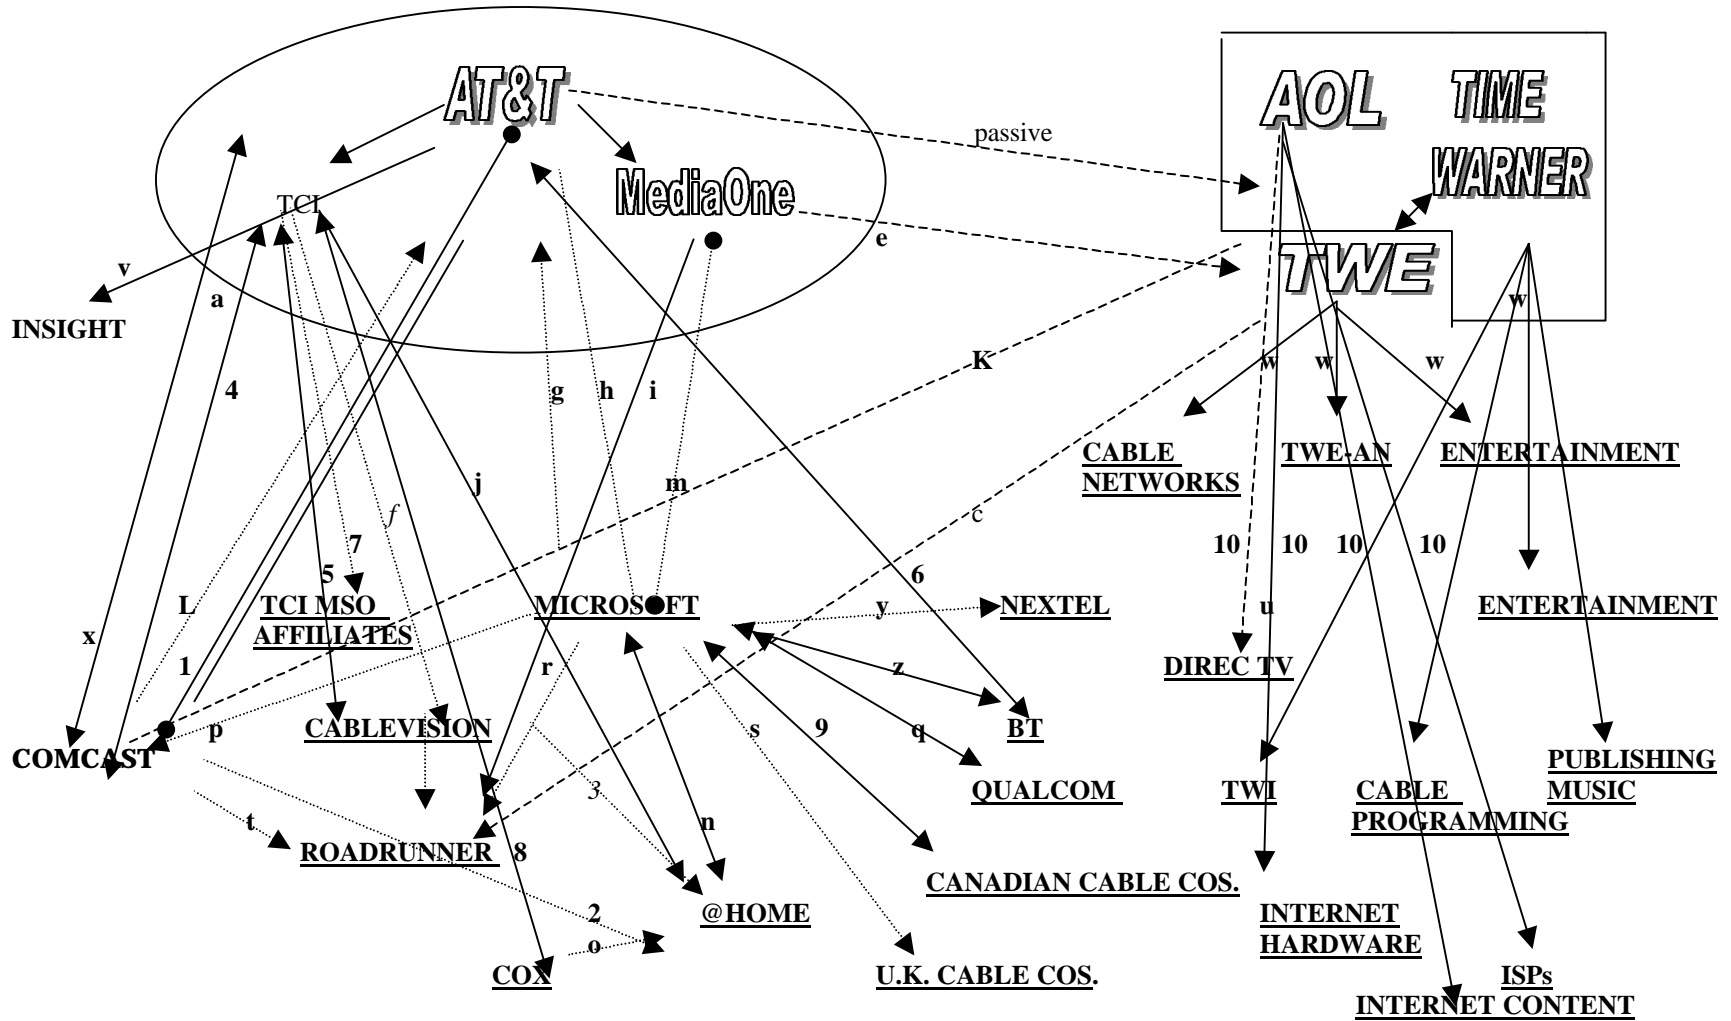 AT&T
AOL
TIME
passive
WARNER
MediaOne
TCI
e
TWE
v
a
w
INSIGHT
K
w
w
w
4
g
h
i
CABLE
TWE-AN
ENTERTAINMENT
NETWORKS
j
m
f
c
7
10
10
10
10
5
6
L
TCI MSO
MICROSOFT
y
NEXTEL
u
ENTERTAINMENT
x
AFFILIATES
1
r
z
DIREC TV
p
CABLEVISION
s
9
q
BT
COMCAST
PUBLISHING
3
QUALCOM
TWI
CABLE
MUSIC
t
n
PROGRAMMING
ROADRUNNER
8
CANADIAN CABLE COS.
2
@HOME
INTERNET
o
HARDWARE
COX
U.K. CABLE COS.
ISPs
INTERNET CONTENT